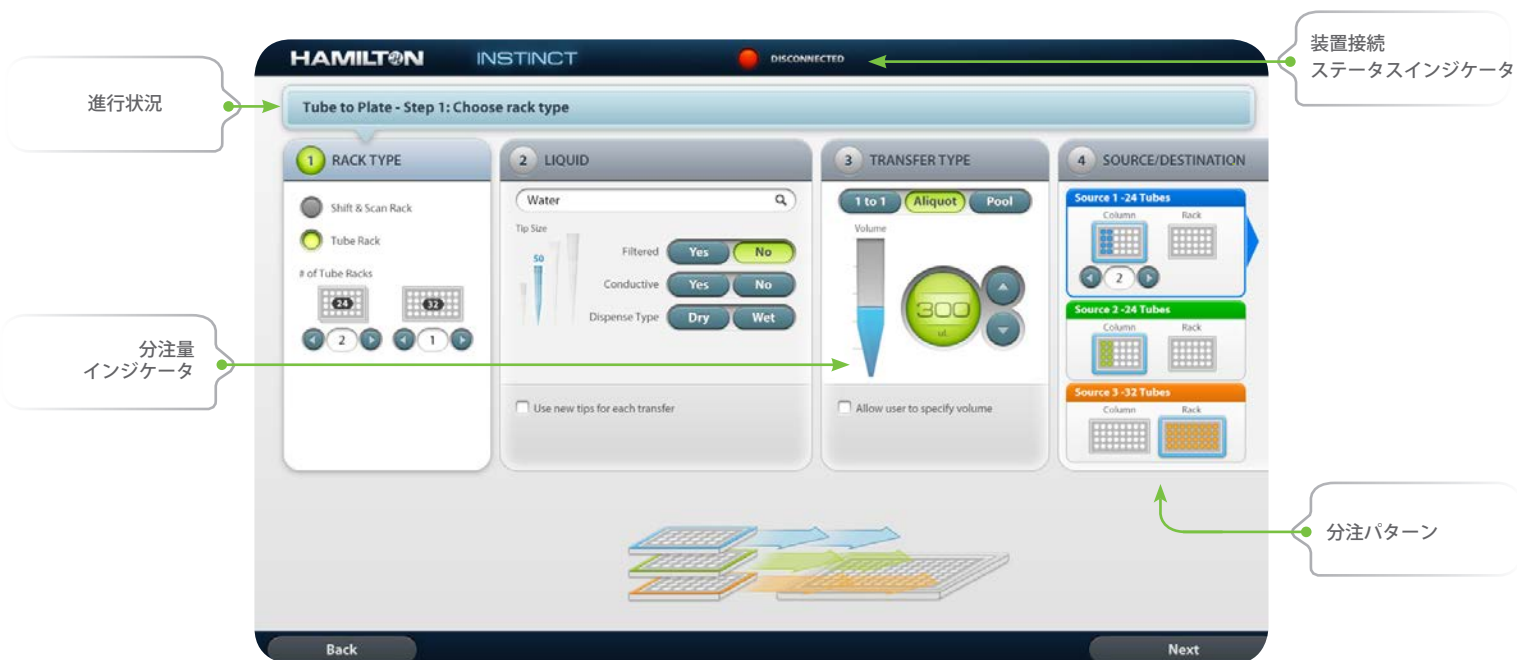 進行状況
分注量
インジケータ
装置接続
ステータスインジケータ
分注パターン
HAMILTON INSTINCT DISCONNECTED
Tube to Plate - Step 1: Choose rack type
1 RACK TYPE
Shift & Scan Rack
Tube Rack
# of Tube Racks
24 32
2 1
2 LIQUID
Water
Tip Size
50
Filtered Yes No
Conductive Yes No
Dispense Type Dry Wet
Use new tips for each transfer
3 TRANSFER TYPE
1 to 1 Aliquot Pool
Volume
300
uL
Allow user to specify volume
4 SOURCE/DESTINATION
Source 1 -24 Tubes
Column Rack
2
Source 2 -24 Tubes
Column Rack
Source 3 -32 Tubes
Column Rack
Back Next